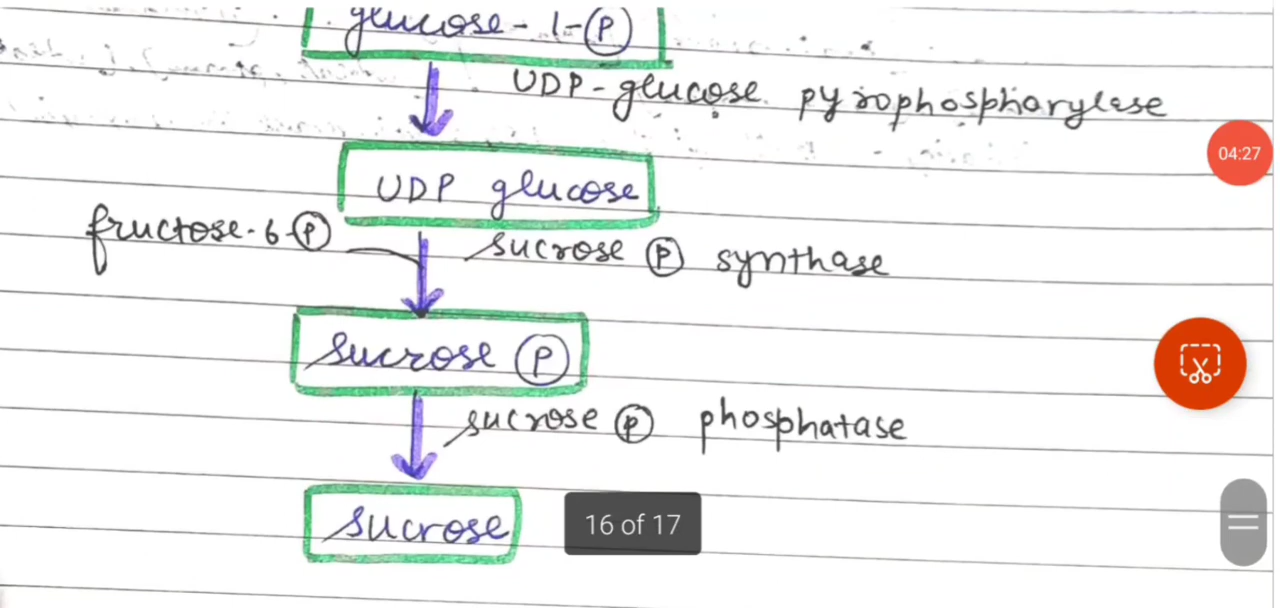 glucose - 1 - Ⓟ
UDP - glucose pyrophosphorylase
04:27
UDP glucose
fructose-6-Ⓟ
sucrose Ⓟ synthase
sucrose Ⓟ
sucrose Ⓟ phosphatase
sucrose
16 of 17